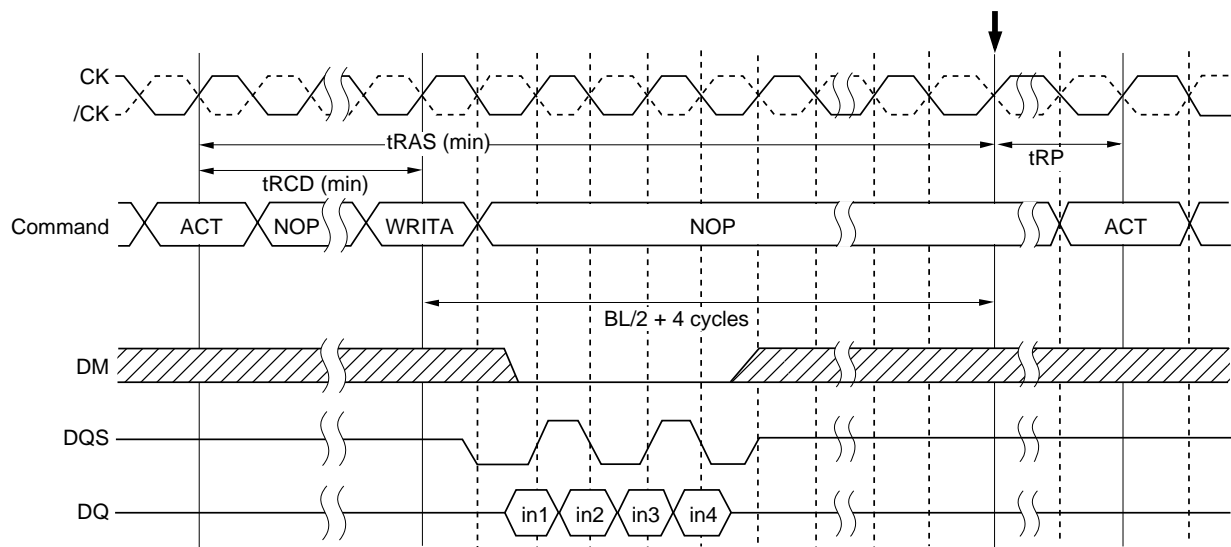 CK
/CK
tRAS (min)
tRP
tRCD (min)
Command ACT NOP WRITA NOP ACT
BL/2 + 4 cycles
DM
DQS
DQ in1 in2 in3 in4